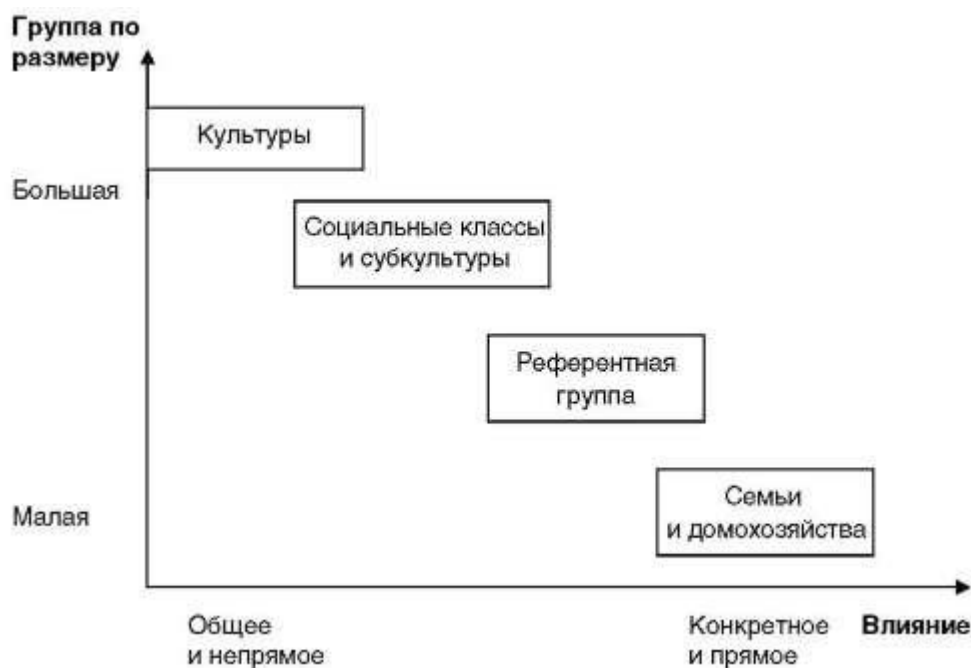 Группа по
размеру
Культуры
Большая
Социальные классы
и субкультуры
Референтная
группа
Малая
Семьи
и домохозяйства
Общее
и непрямое
Конкретное
и прямое
Влияние